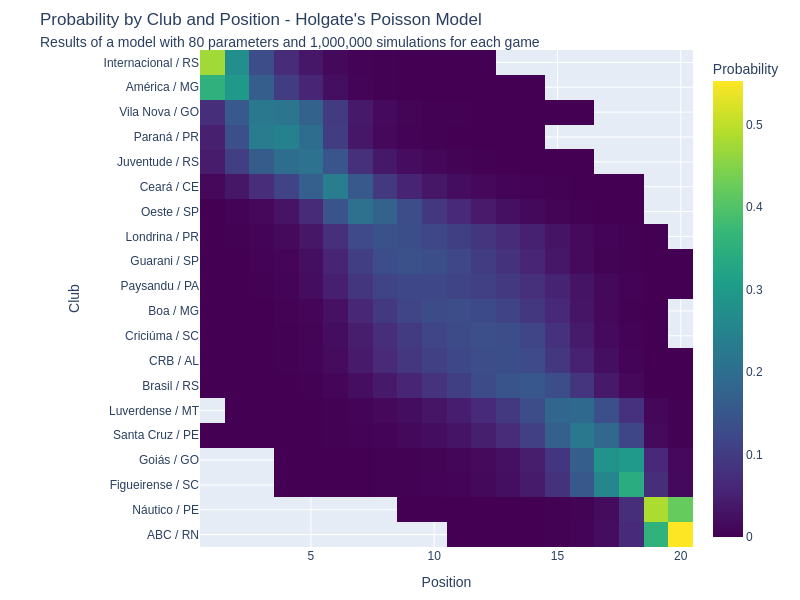 Probability by Club and Position - Holgate's Poisson Model
Results of a model with 80 parameters and 1,000,000 simulations for each game
Probability
Internacional / RS
América / MG
Vila Nova / GO
Paraná / PR
Juventude / RS
Ceará / CE
Oeste / SP
Londrina / PR
Guarani / SP
Paysandu / PA
Boa / MG
Criciúma / SC
CRB / AL
Brasil / RS
Luverdense / MT
Santa Cruz / PE
Goiás / GO
Figueirense / SC
Náutico / PE
ABC / RN
Club
5 10 15 20
Position
0.5
0.4
0.3
0.2
0.1
0